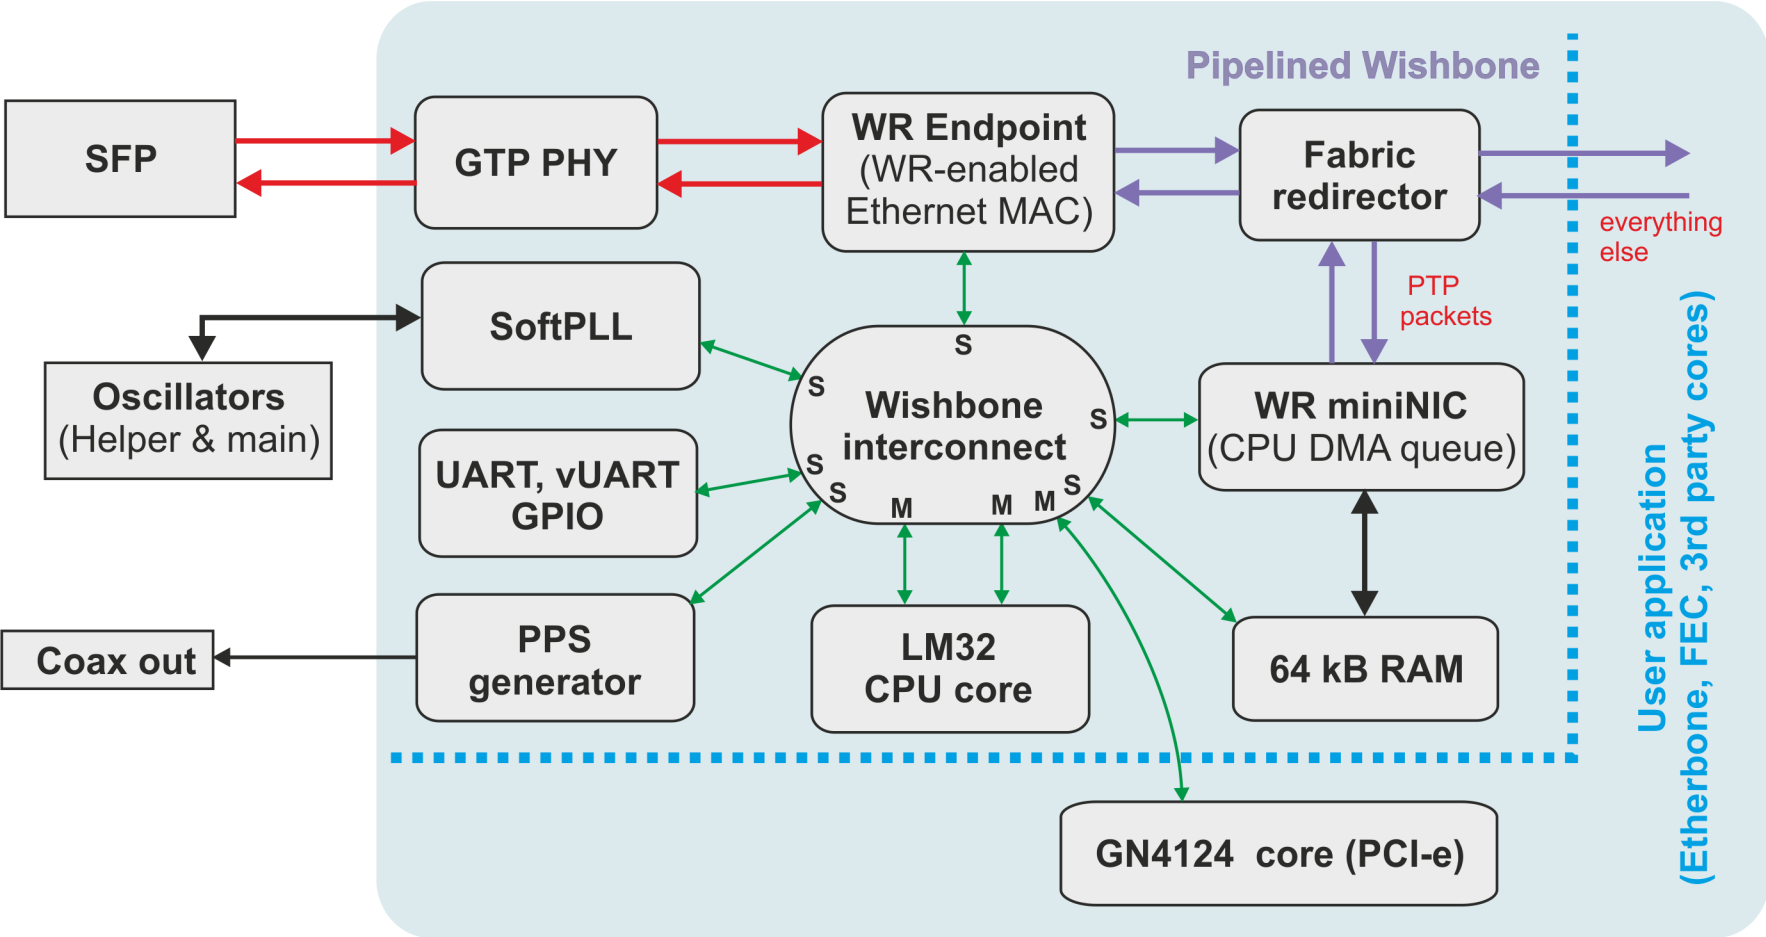 Pipelined Wishbone
SFP
GTP PHY
WR Endpoint
(WR-enabled
Ethernet MAC)
Fabric
redirector
everything
else
PTP
packets
SoftPLL
Oscillators
(Helper & main)
UART, vUART
GPIO
S
S
S
S
S
S
M
M
M
Wishbone
interconnect
WR miniNIC
(CPU DMA queue)
PPS
generator
Coax out
LM32
CPU core
64 kB RAM
GN4124 core (PCI-e)
User application
(Etherbone, FEC, 3rd party cores)